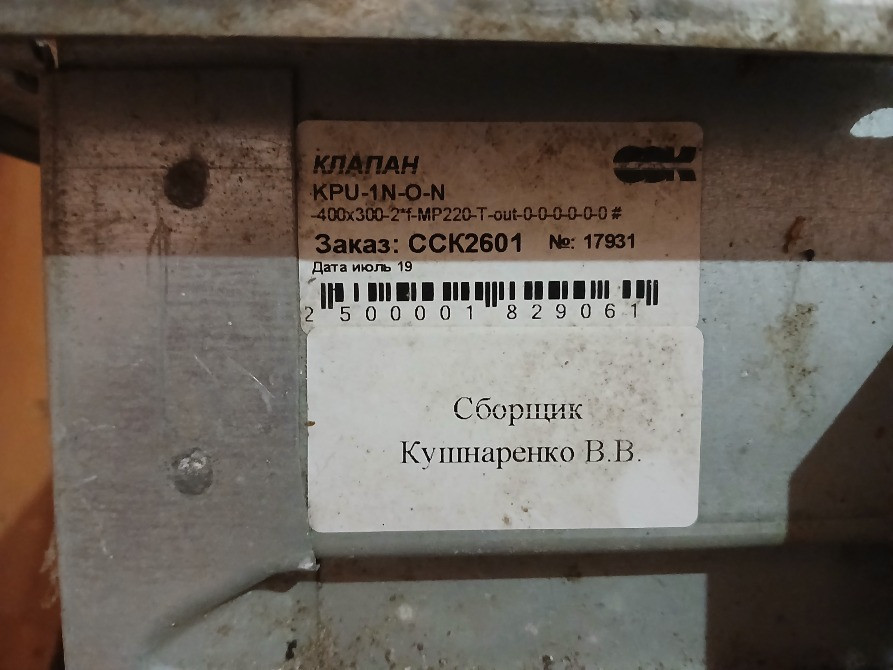 КЛАПАН
ССК
KPU-1N-O-N
-400x300-2*f-MP220-T-out-0-0-0-0-0-0 #
Заказ: ССК2601 №: 17931
Дата июль 19
2 500001 829061
Сборщик
Кушнаренко В.В.